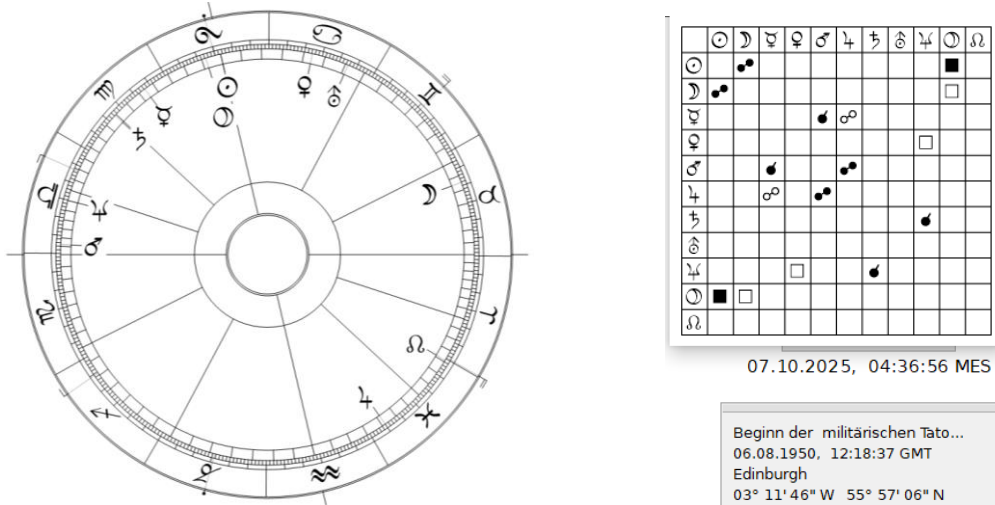 07.10.2025, 04:36:56 MES
Beginn der militärischen Tato...
06.08.1950, 12:18:37 GMT
Edinburgh
03° 11' 46" W 55° 57' 06" N